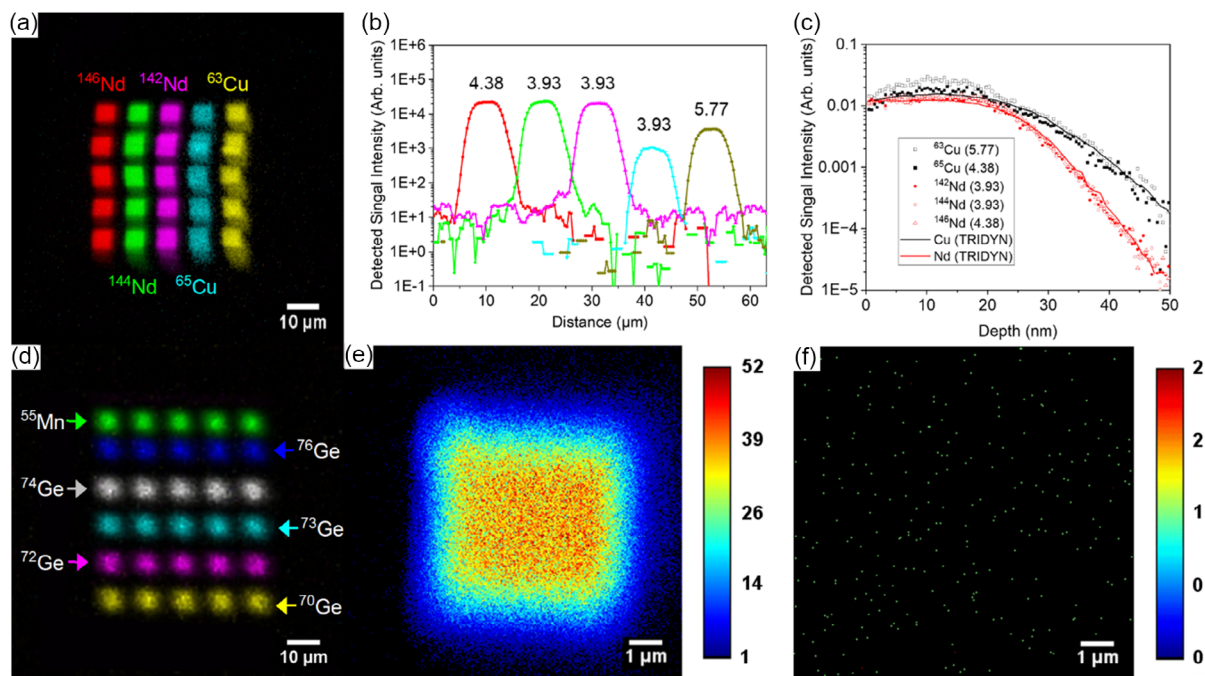 (a)
146Nd 142Nd 63Cu
144Nd 65Cu
10 μm
(b)
Detected Singal Intensity (Arb. units)
1E+6
1E+5
1E+4
1E+3
1E+2
1E+1
1E+0
1E-1
4.38 3.93 3.93 3.93 5.77
0 10 20 30 40 50 60
Distance (μm)
(c)
Detected Singal Intensity (Arb. units)
0.1
0.01
0.001
1E-4
1E-5
63Cu (5.77)
65Cu (4.38)
142Nd (3.93)
144Nd (3.93)
146Nd (4.38)
Cu (TRIDYN)
Nd (TRIDYN)
0 10 20 30 40 50
Depth (nm)
(d)
55Mn
76Ge
74Ge
73Ge
72Ge
70Ge
10 μm
(e)
1 μm
52
39
26
14
1
(f)
1 μm
2
2
1
0
0